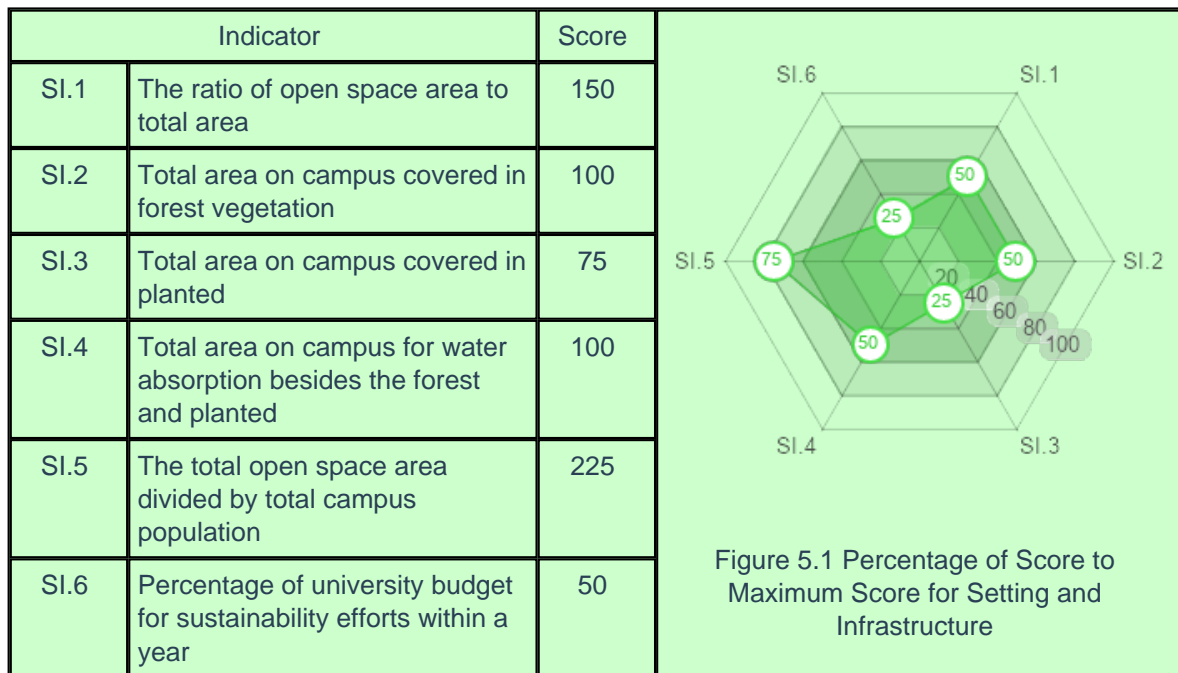 Indicator Score
SI.1 The ratio of open space area to 150
total area
SI.2 Total area on campus covered in 100
forest vegetation
SI.3 Total area on campus covered in 75
planted
SI.4 Total area on campus for water 100
absorption besides the forest
and planted
SI.5 The total open space area 225
divided by total campus
population
SI.6 Percentage of university budget 50
for sustainability efforts within a
year
SI.6 SI.1
50
25
SI.5 75 50 SI.2
20
25 40
60
50 80
100
SI.4 SI.3
Figure 5.1 Percentage of Score to
Maximum Score for Setting and
Infrastructure